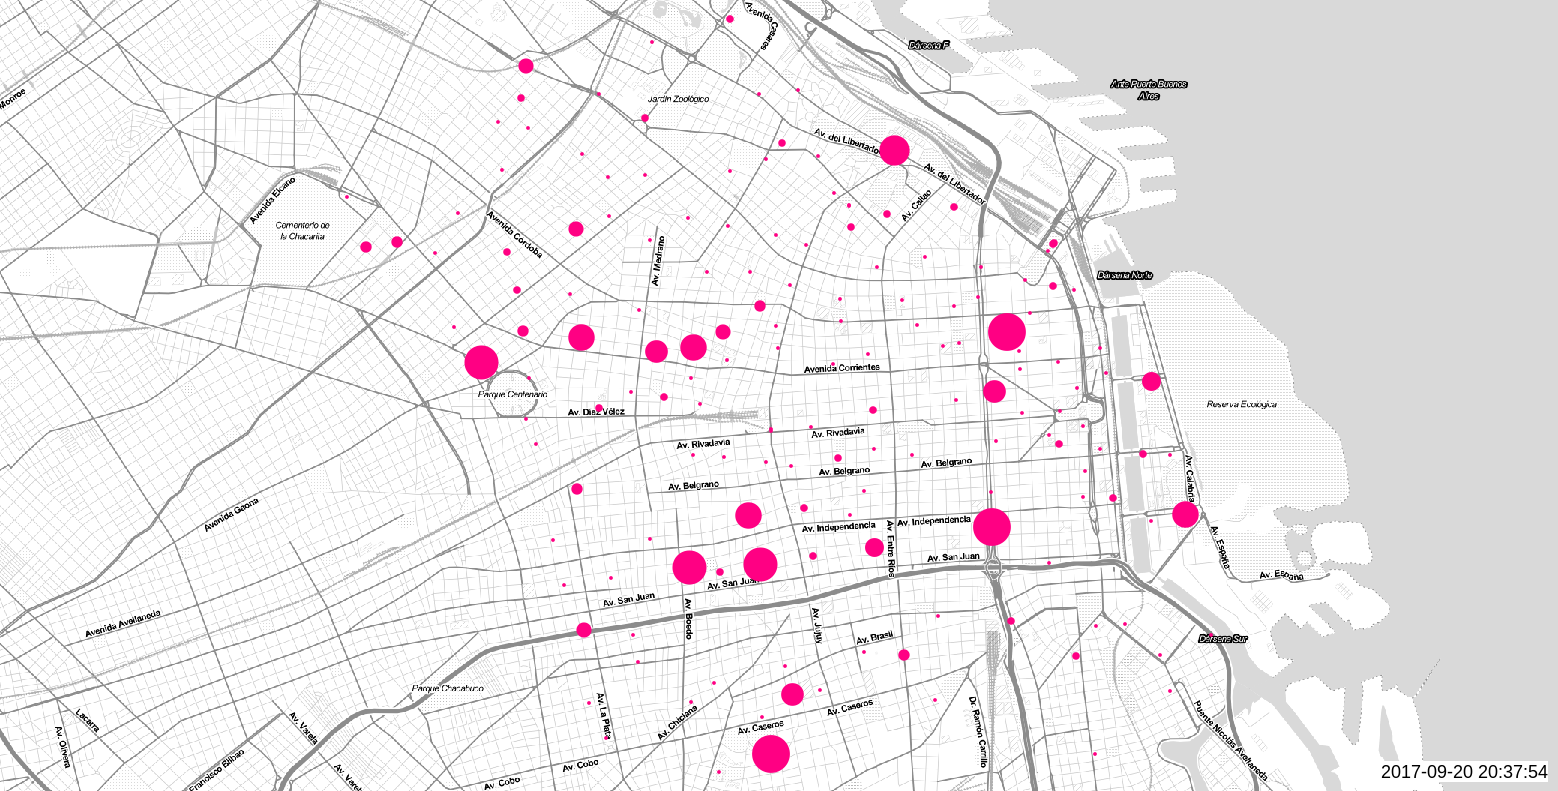 Avenida Casares
Dársena F
Ante Puerto Buenos
Aires
Monroe
Jardín Zoológico
Av. del Libertador
Av. del Libertador
Avenida Elcano
Av. Callao
Avenida Córdoba
Cementerio de
la Chacarita
Av. Medrano
Dársena Norte
Avenida Corrientes
Parque Centenario
Av. Díaz Vélez
Reserva Ecológica
Av. Rivadavia
Av. Rivadavia
Av. Belgrano
Av. Belgrano
Av. Belgrano
Av. Calabria
Avenida Gaona
Av. Independencia
Av. Independencia
Av. Entre Ríos
Av. España
Av. San Juan
Av. España
Av. San Juan
Av. San Juan
Avenida Avellaneda
Av. Boedo
Av. Jujuy
Av. Brasil
Dársena Sur
Parque Chacabuco
Av. La Plata
Av. Chiclana
Av. Caseros
Av. Caseros
Dr. Ramón Carrillo
Puente Nicolás Avellaneda
Lacarra
Av. Olivera
Av. Varela
Francisco Bilbao
Av. Varela
Av. Cobo
Av. Cobo
2017-09-20 20:37:54